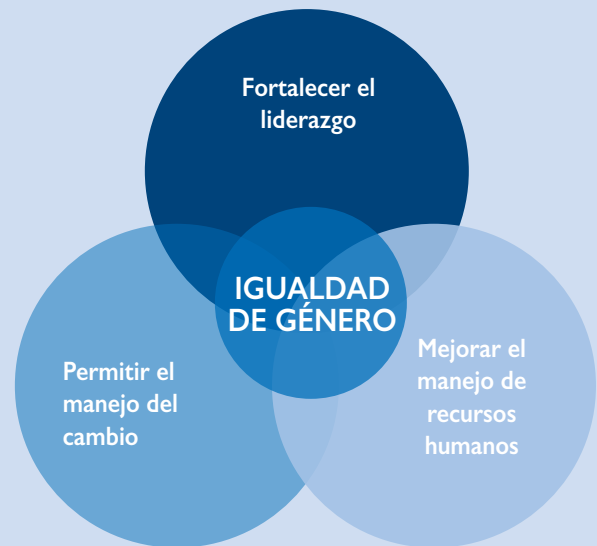 Fortalecer el
liderazgo
IGUALDAD
DE GÉNERO
Permitir el
manejo del
cambio
Mejorar el
manejo de
recursos
humanos